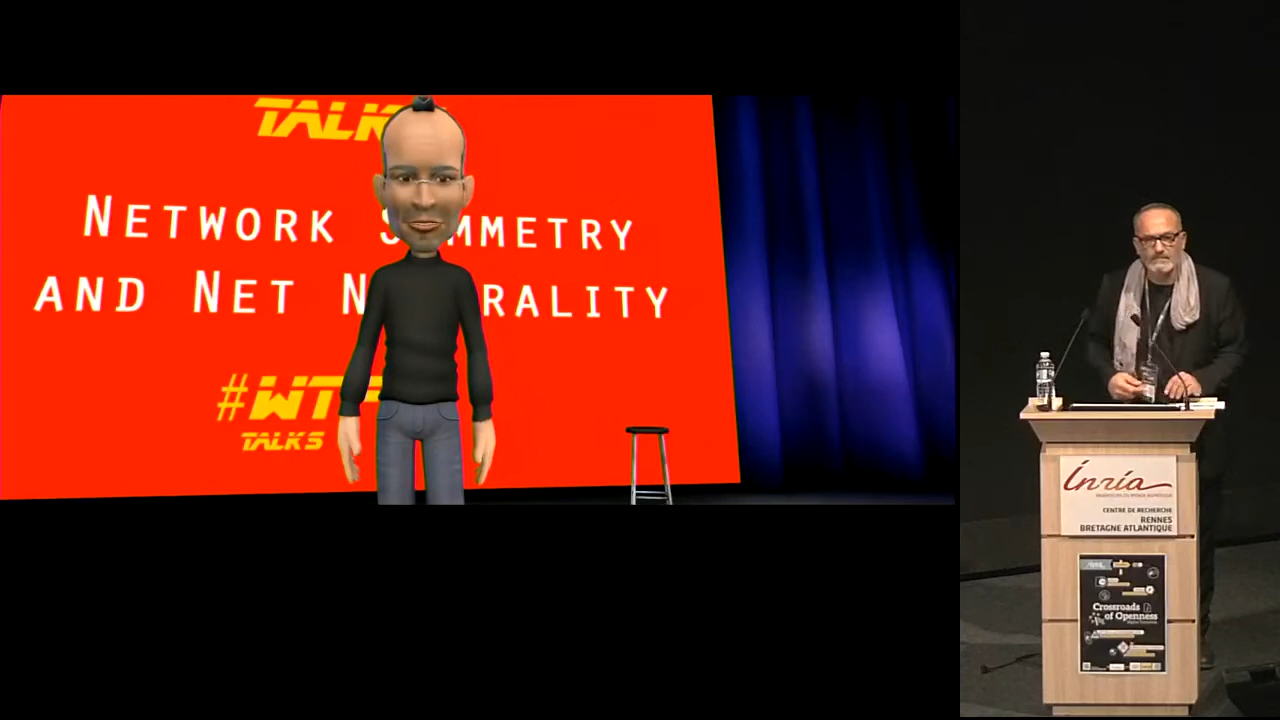 TALK
NETWORK S MMETRY
AND NET N RALITY
#WT
TALKS
inria
CENTRE DE RECHERCHE
RENNES
BRETAGNE ATLANTIQUE
Crossroads
of Openness